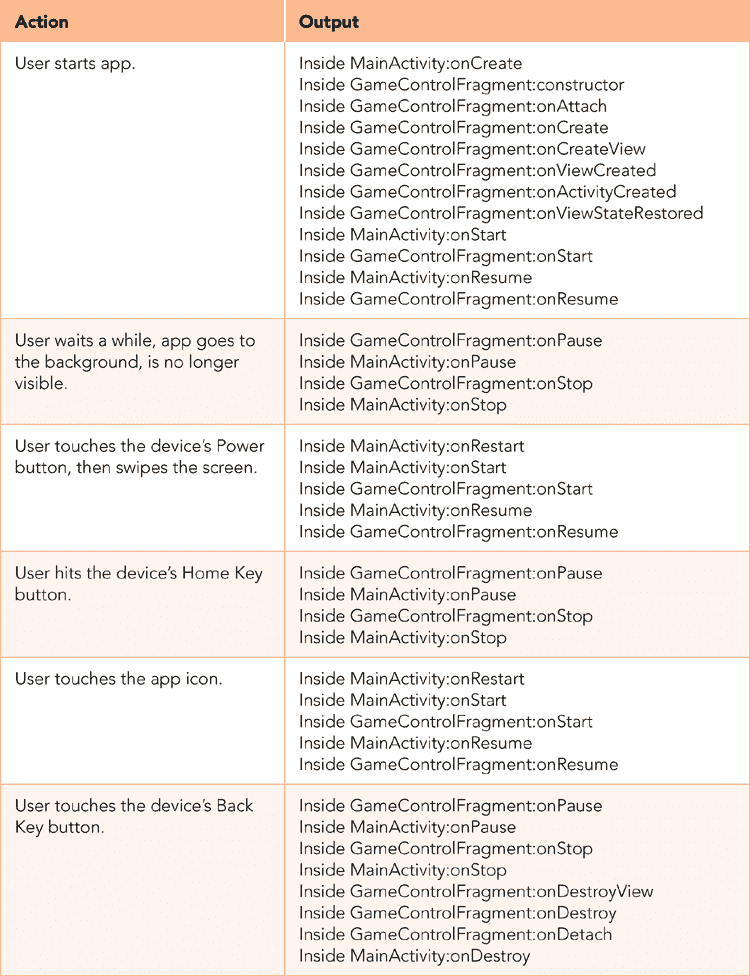 Action
Output
User starts app.
Inside MainActivity:onCreate
Inside GameControlFragment:constructor
Inside GameControlFragment:onAttach
Inside GameControlFragment:onCreate
Inside GameControlFragment:onCreateView
Inside GameControlFragment:onViewCreated
Inside GameControlFragment:onActivityCreated
Inside GameControlFragment:onViewStateRestored
Inside MainActivity:onStart
Inside GameControlFragment:onStart
Inside MainActivity:onResume
Inside GameControlFragment:onResume
User waits a while, app goes to
the background, is no longer
visible.
Inside GameControlFragment:onPause
Inside MainActivity:onPause
Inside GameControlFragment:onStop
Inside MainActivity:onStop
User touches the device's Power
button, then swipes the screen.
Inside MainActivity:onRestart
Inside MainActivity:onStart
Inside GameControlFragment:onStart
Inside MainActivity:onResume
Inside GameControlFragment:onResume
User hits the device's Home Key
button.
Inside GameControlFragment:onPause
Inside MainActivity:onPause
Inside GameControlFragment:onStop
Inside MainActivity:onStop
User touches the app icon.
Inside MainActivity:onRestart
Inside MainActivity:onStart
Inside GameControlFragment:onStart
Inside MainActivity:onResume
Inside GameControlFragment:onResume
User touches the device's Back
Key button.
Inside GameControlFragment:onPause
Inside MainActivity:onPause
Inside GameControlFragment:onStop
Inside MainActivity:onStop
Inside GameControlFragment:onDestroyView
Inside GameControlFragment:onDestroy
Inside GameControlFragment:onDetach
Inside MainActivity:onDestroy